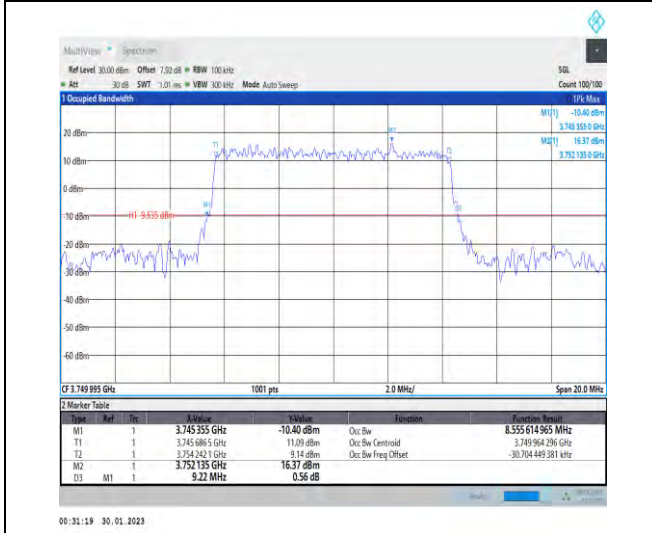 MultiView Spectrum
Ref Level 30.00 dBm Offset 7.92 dB RBW 100 kHz SGL
Att 30 dB SWT 1.01 ms VBW 300 kHz Mode Auto Sweep Count 100/100
1 Occupied Bandwidth 1Pk Max
M1[1] -10.40 dBm
3.745 355 0 GHz
M2[1] 16.37 dBm
3.752 135 0 GHz
20 dBm
M2
T1 T2
10 dBm
0 dBm
M1 D3
-10 dBm H1 -9.635 dBm
-20 dBm
-30 dBm
-40 dBm
-50 dBm
-60 dBm
CF 3.749 995 GHz 1001 pts 2.0 MHz/ Span 20.0 MHz
2 Marker Table
Type Ref Trc X-Value Y-Value Function Function Result
M1 1 3.745 355 GHz -10.40 dBm Occ Bw 8.555 614 965 MHz
T1 1 3.745 686 5 GHz 11.09 dBm Occ Bw Centroid 3.749 964 296 GHz
T2 1 3.754 242 1 GHz 9.14 dBm Occ Bw Freq Offset -30.704 449 381 kHz
M2 1 3.752 135 GHz 16.37 dBm
D3 M1 1 9.22 MHz 0.56 dB
00:31:19 30.01.2023